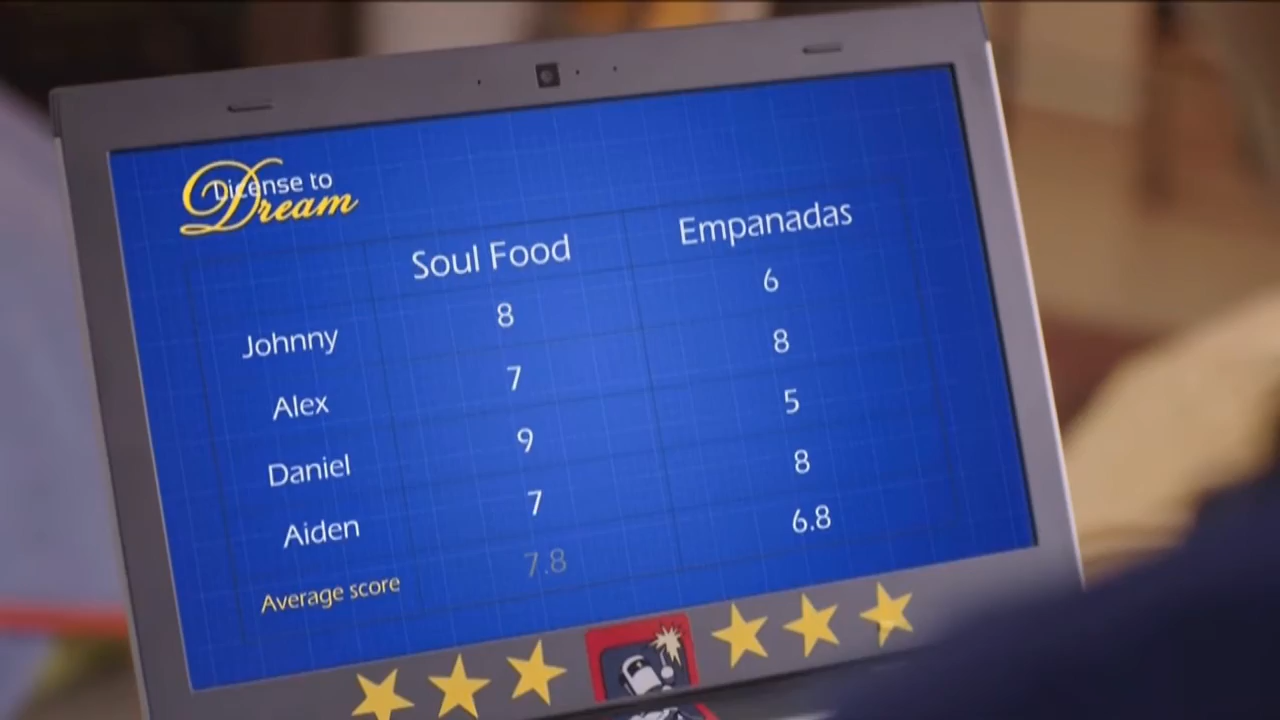 License to
Dream
Soul Food Empanadas
Johnny 8 6
Alex 7 8
Daniel 9 5
Aiden 7 8
Average score 7.8 6.8